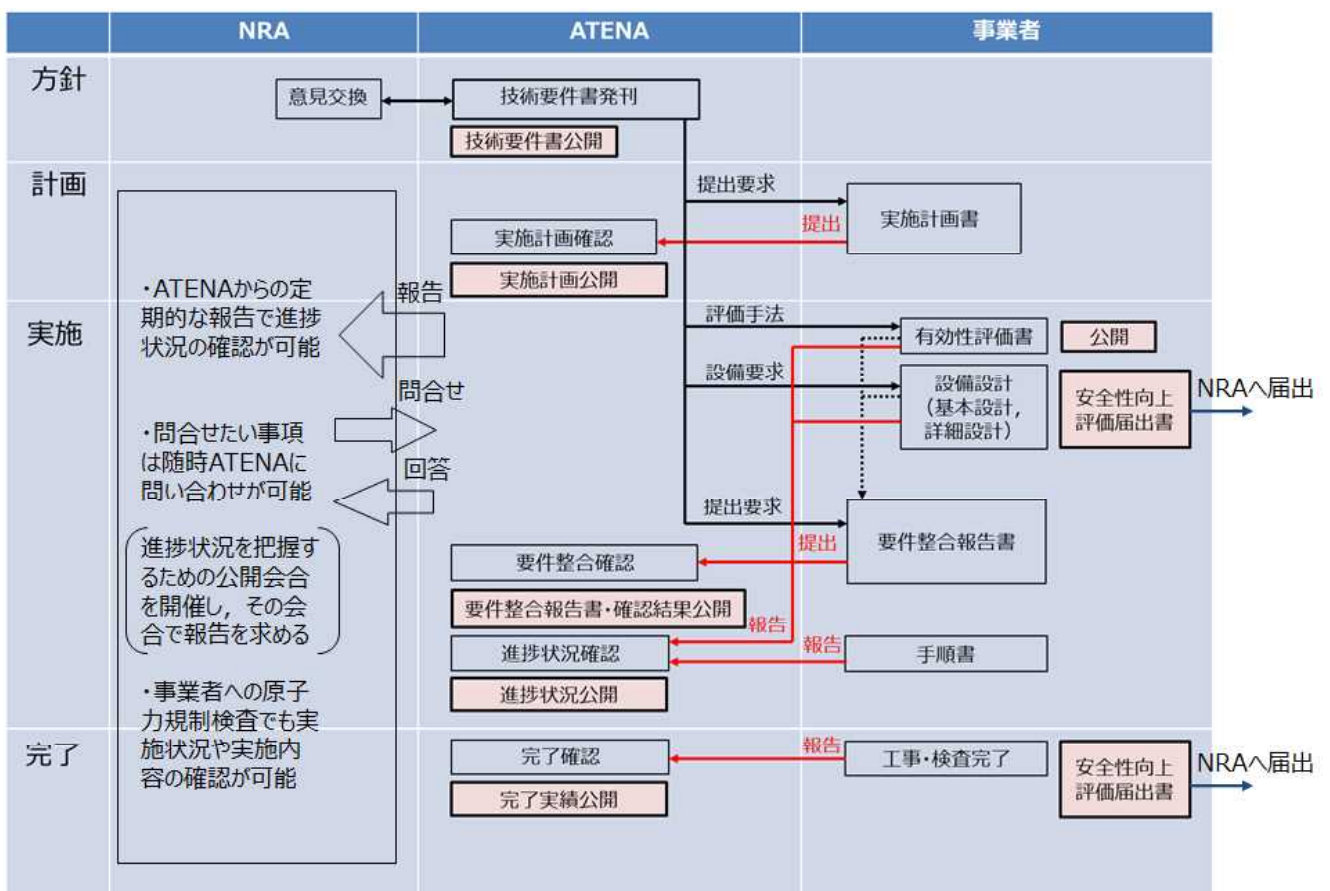 NRA
ATENA
事業者
方針
意見交換
技術要件書発刊
技術要件書公開
計画
提出要求
提出
実施計画書
実施計画確認
実施計画公開
・ATENAからの定
期的な報告で進捗
状況の確認が可能
報告
実施
評価手法
有効性評価書
公開
設備要求
設備設計
(基本設計,
詳細設計)
安全性向上
評価届出書
NRAへ届出
問合せ
・問合せたい事項
は随時ATENAに
問い合わせが可能
回答
提出要求
提出
要件整合報告書
進捗状況を把握す
るための公開会合
を開催し，その会
合で報告を求める
要件整合確認
要件整合報告書・確認結果公開
報告
進捗状況確認
報告
手順書
進捗状況公開
・事業者への原子
力規制検査でも実
施状況や実施内
容の確認が可能
完了
完了確認
報告
工事・検査完了
安全性向上
評価届出書
NRAへ届出
完了実績公開